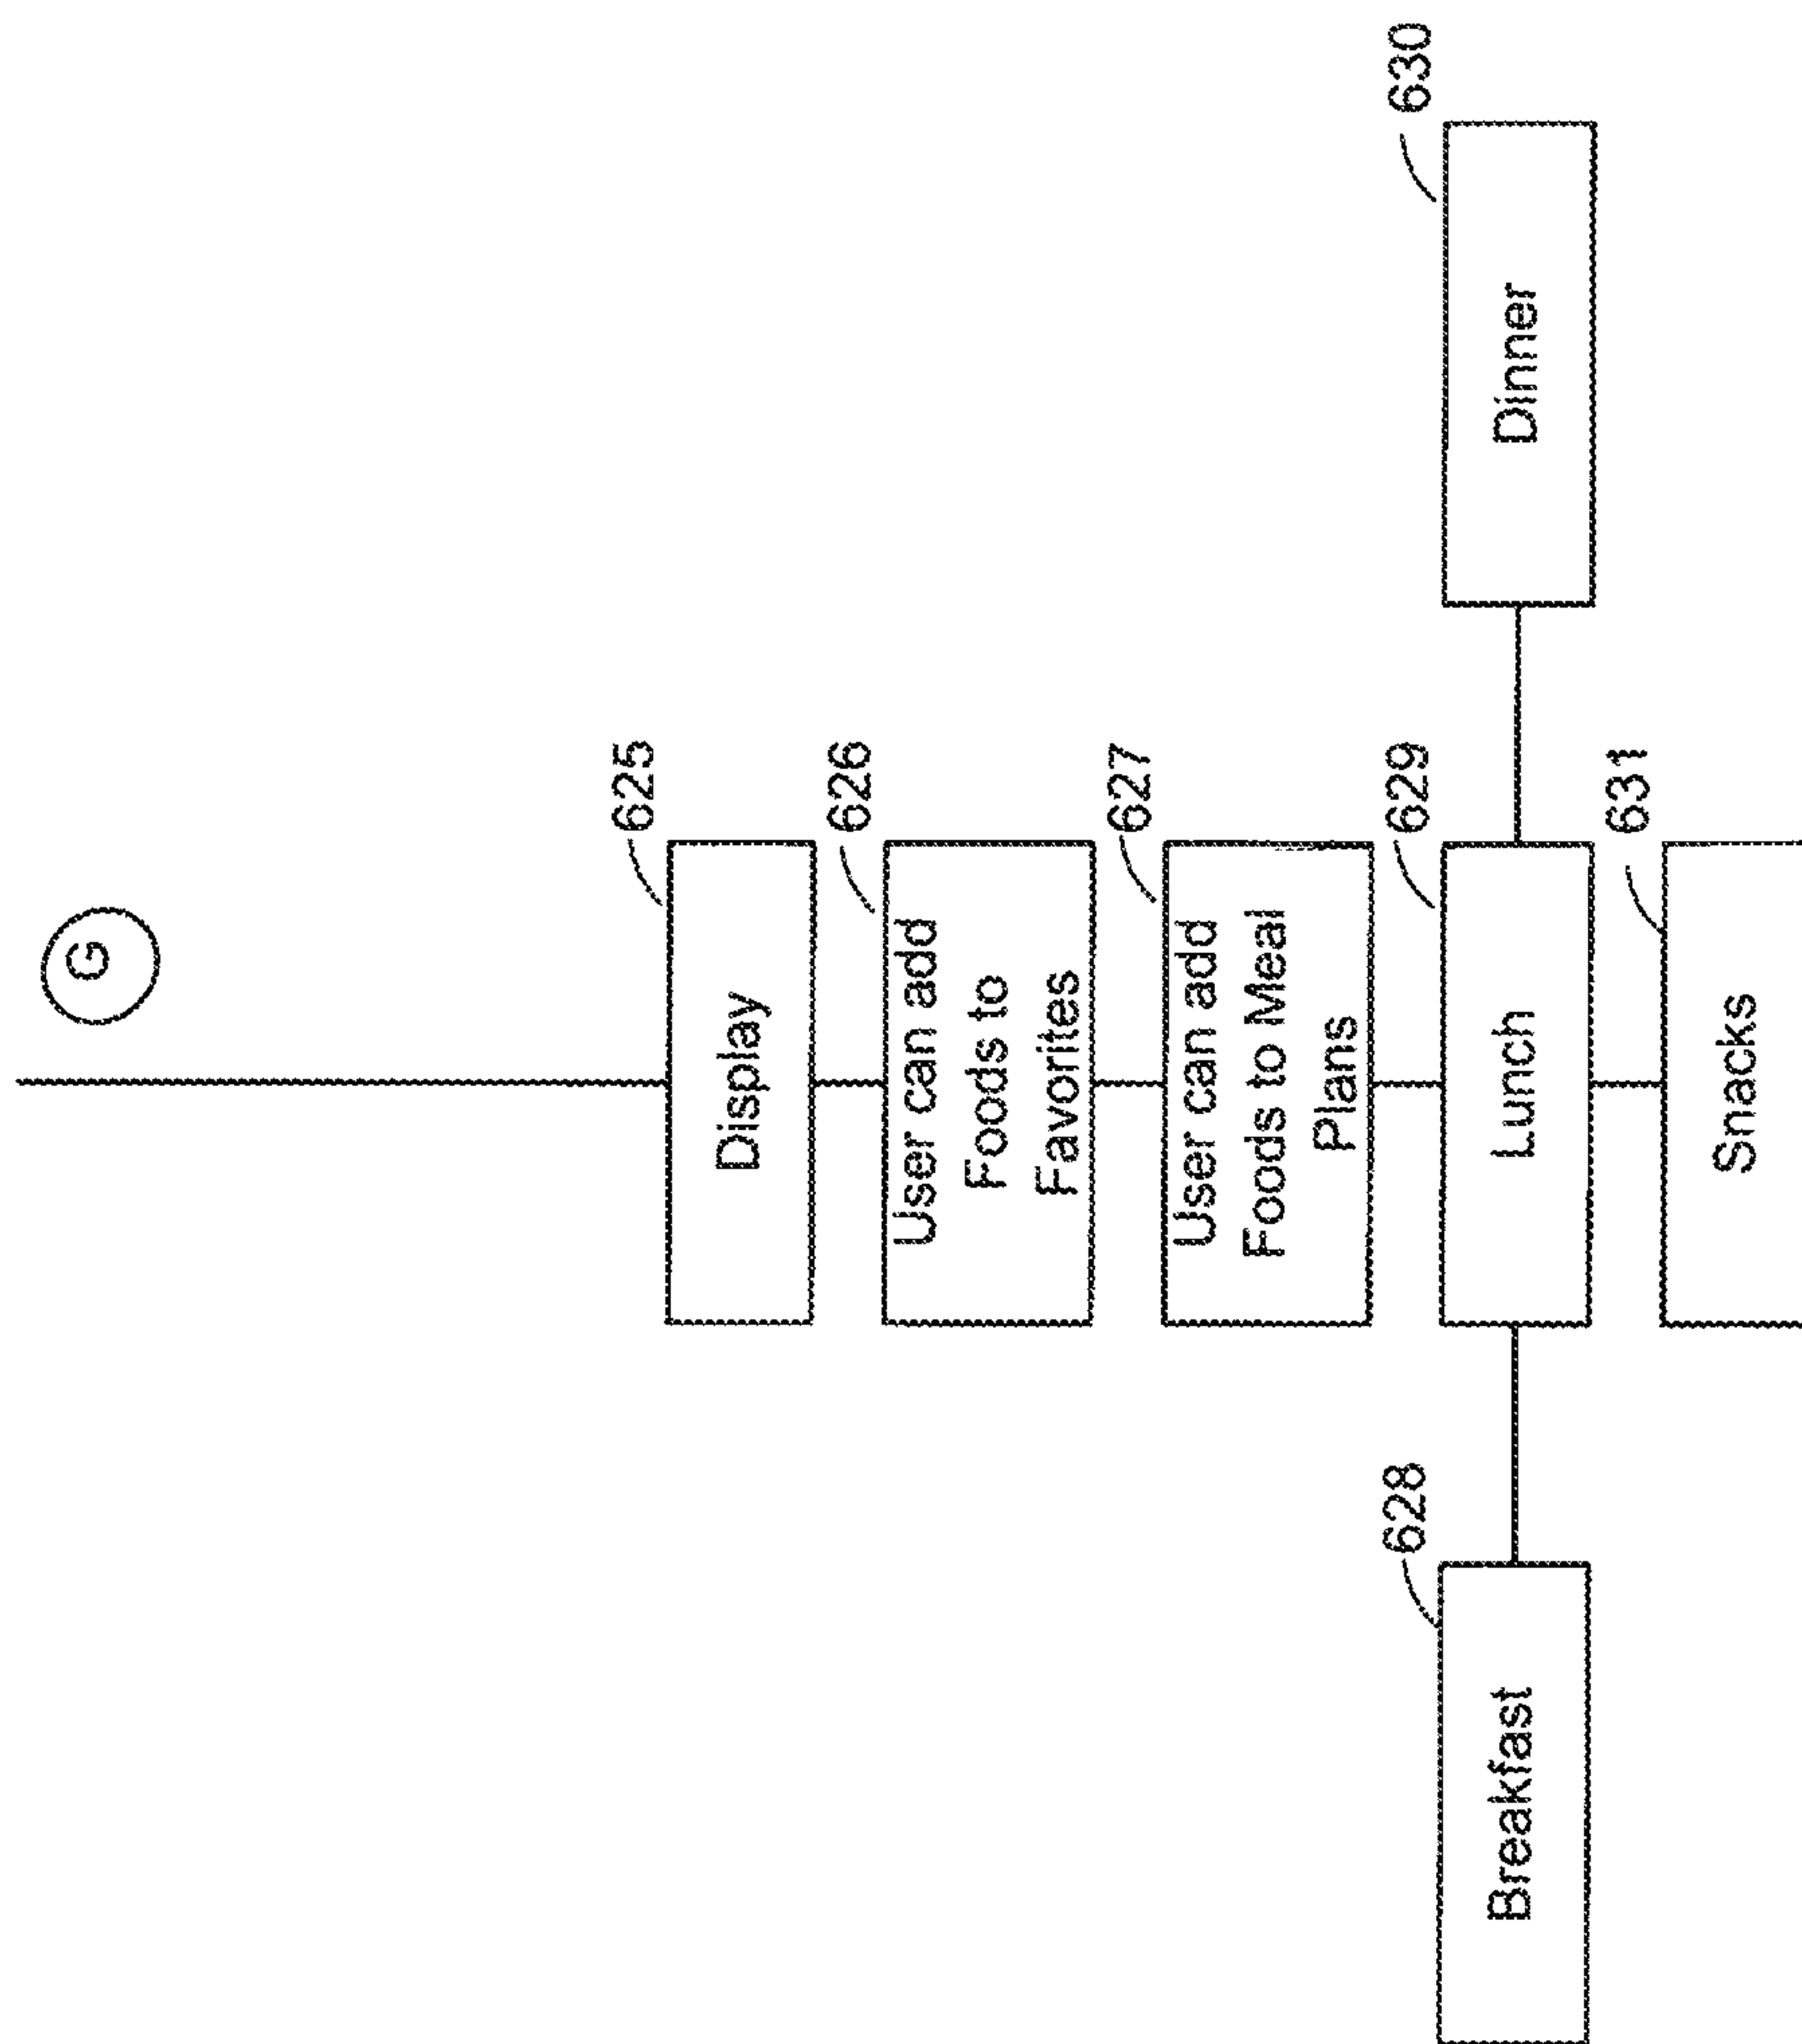 G
625
Display
626
User can add
Foods to
Favorites
627
User can add
Foods to Meal
Plans
628
Breakfast
629
Lunch
630
Dinner
631
Snacks